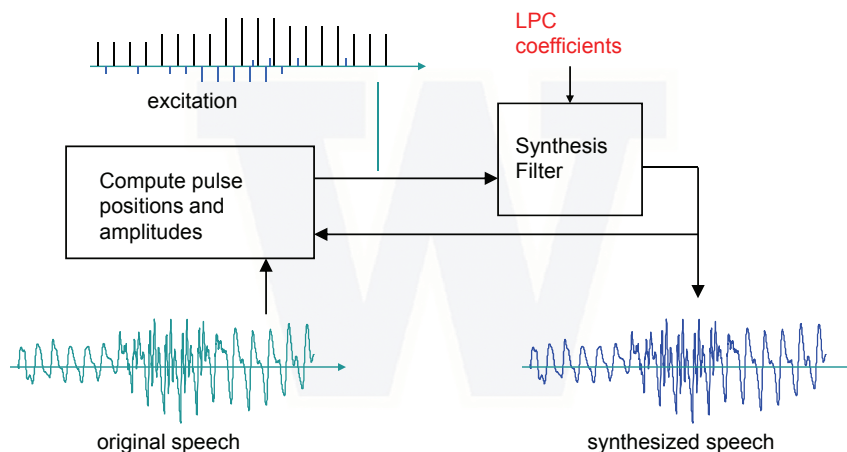 LPC
coefficients
excitation
Synthesis
Filter
Compute pulse
positions and
amplitudes
original speech
synthesized speech